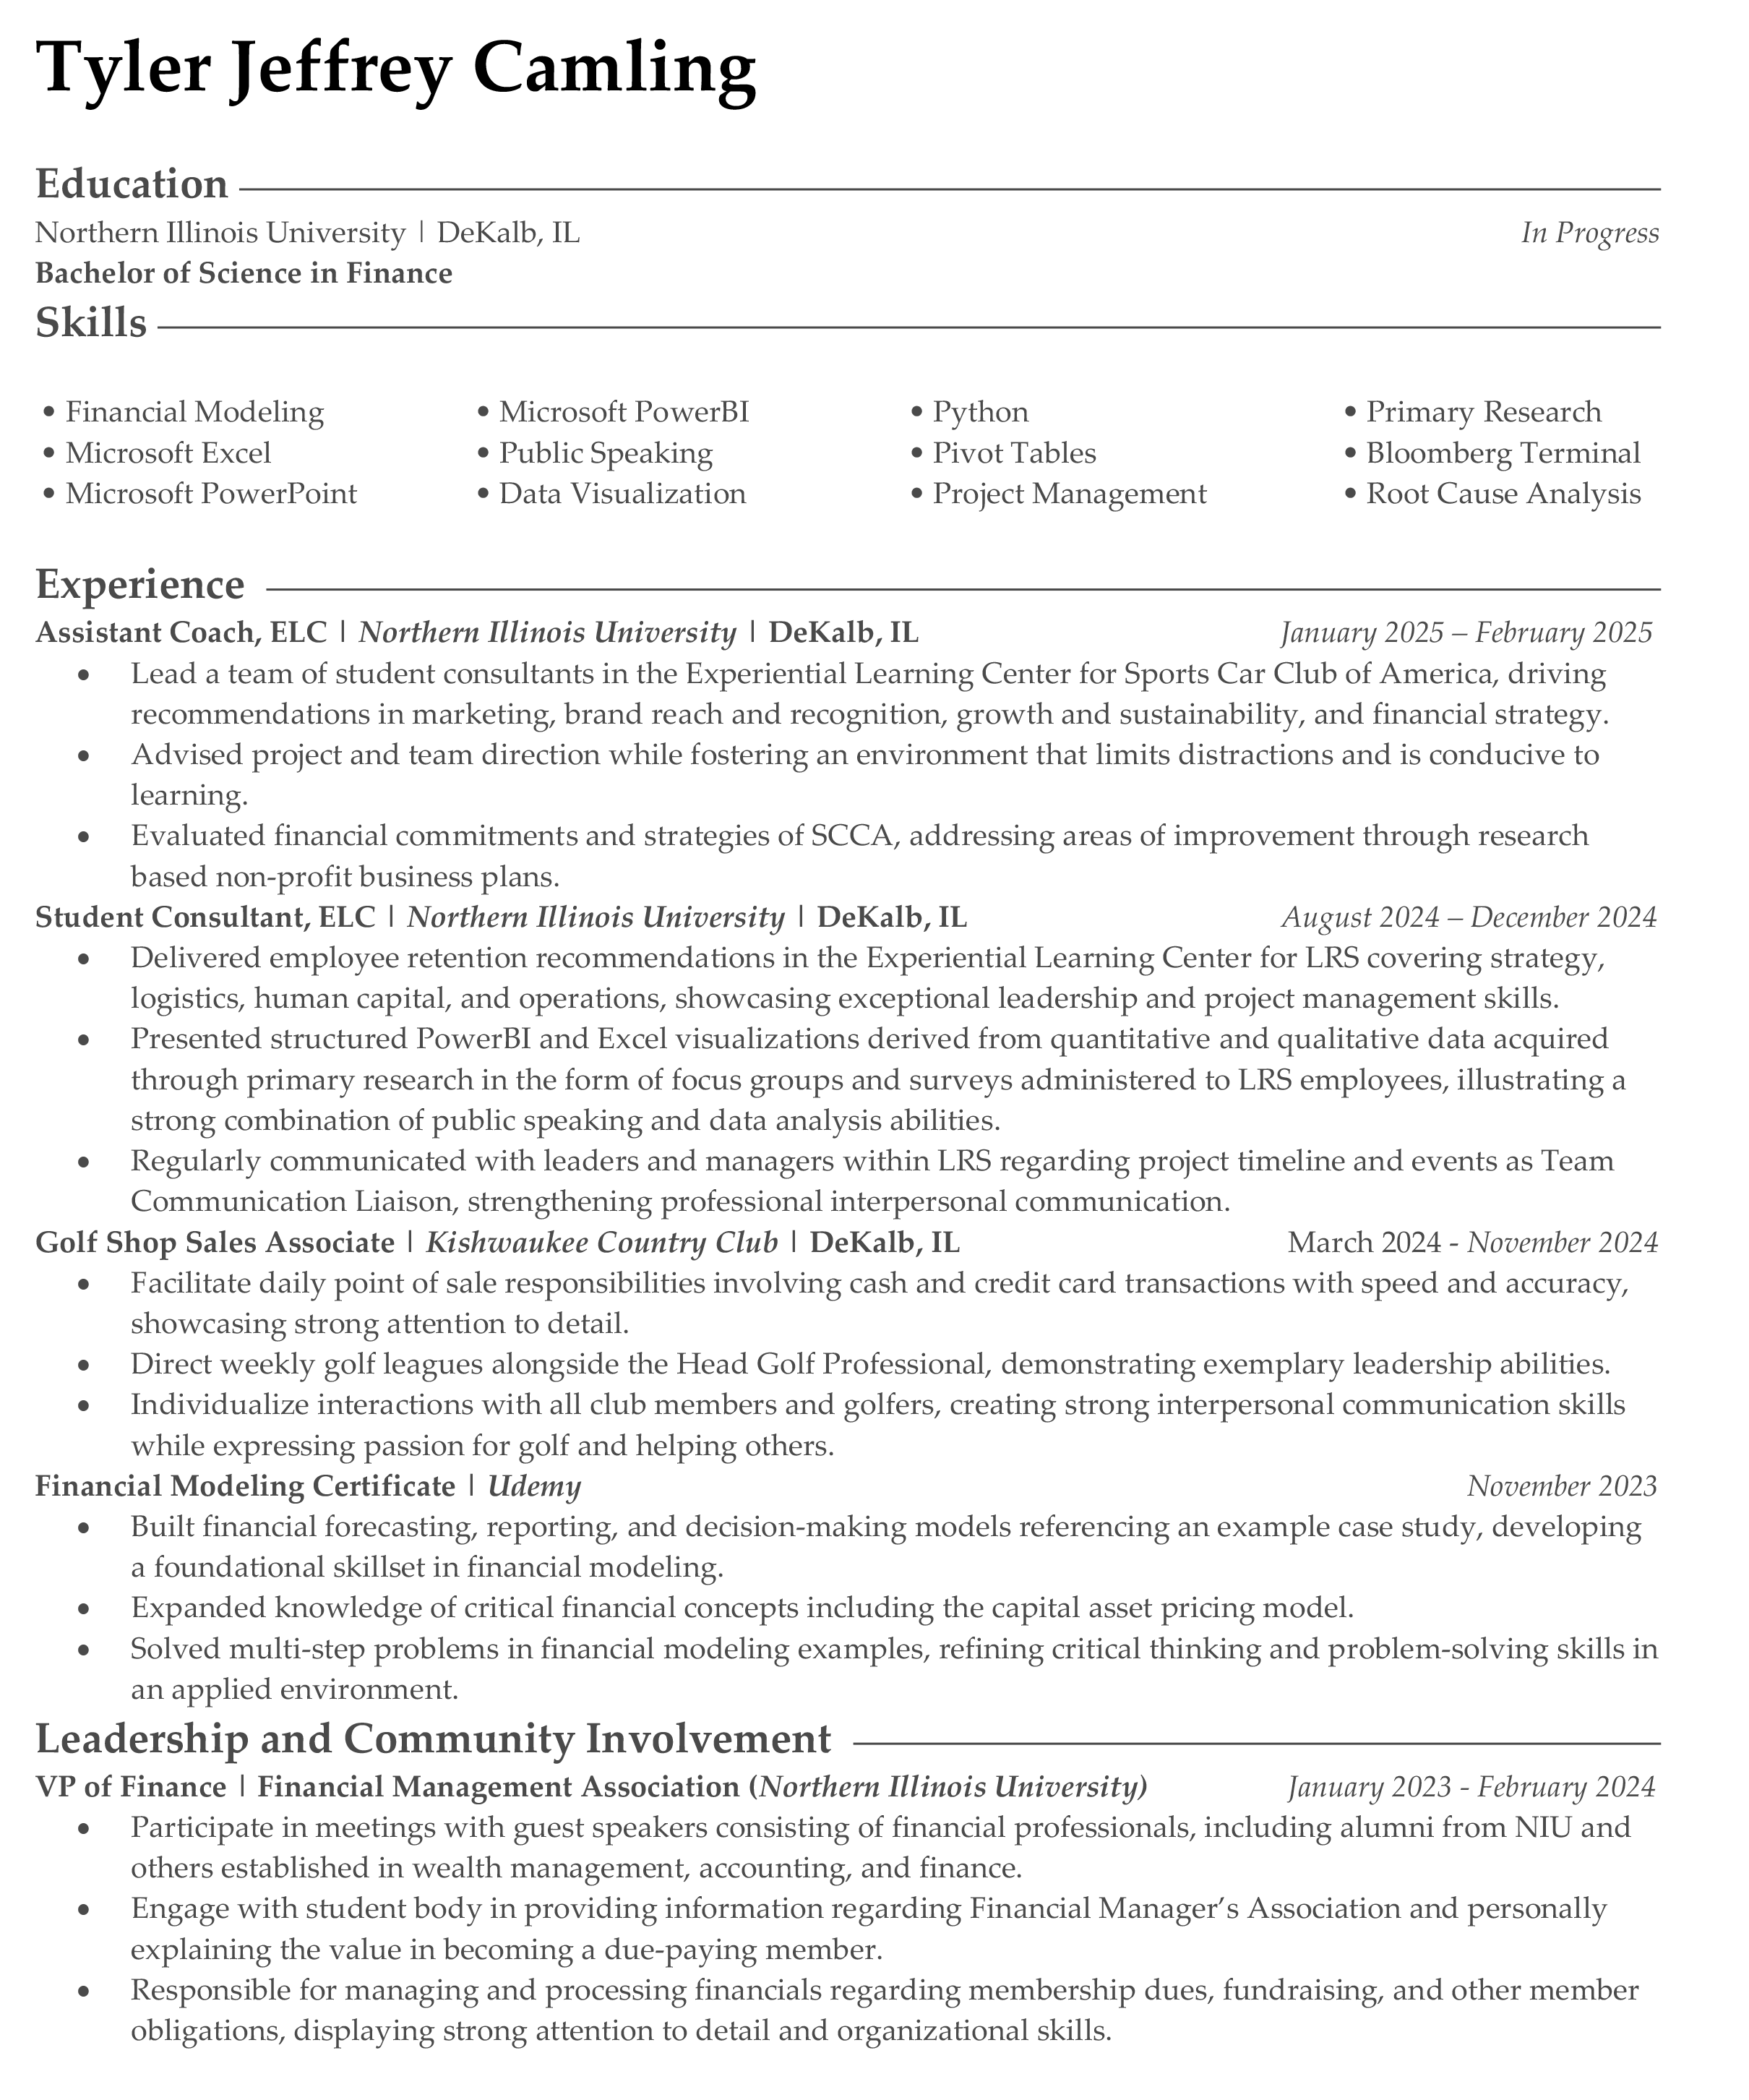 Tyler Jeffrey Camling
Education
Northern Illinois University | DeKalb, IL In Progress
Bachelor of Science in Finance
Skills
• Financial Modeling • Microsoft PowerBI • Python • Primary Research
• Microsoft Excel • Public Speaking • Pivot Tables • Bloomberg Terminal
• Microsoft PowerPoint • Data Visualization • Project Management • Root Cause Analysis
Experience
Assistant Coach, ELC | Northern Illinois University | DeKalb, IL January 2025 – February 2025
• Lead a team of student consultants in the Experiential Learning Center for Sports Car Club of America, driving
recommendations in marketing, brand reach and recognition, growth and sustainability, and financial strategy.
• Advised project and team direction while fostering an environment that limits distractions and is conducive to
learning.
• Evaluated financial commitments and strategies of SCCA, addressing areas of improvement through research
based non-profit business plans.
Student Consultant, ELC | Northern Illinois University | DeKalb, IL August 2024 – December 2024
• Delivered employee retention recommendations in the Experiential Learning Center for LRS covering strategy,
logistics, human capital, and operations, showcasing exceptional leadership and project management skills.
• Presented structured PowerBI and Excel visualizations derived from quantitative and qualitative data acquired
through primary research in the form of focus groups and surveys administered to LRS employees, illustrating a
strong combination of public speaking and data analysis abilities.
• Regularly communicated with leaders and managers within LRS regarding project timeline and events as Team
Communication Liaison, strengthening professional interpersonal communication.
Golf Shop Sales Associate | Kishwaukee Country Club | DeKalb, IL March 2024 - November 2024
• Facilitate daily point of sale responsibilities involving cash and credit card transactions with speed and accuracy,
showcasing strong attention to detail.
• Direct weekly golf leagues alongside the Head Golf Professional, demonstrating exemplary leadership abilities.
• Individualize interactions with all club members and golfers, creating strong interpersonal communication skills
while expressing passion for golf and helping others.
Financial Modeling Certificate | Udemy November 2023
• Built financial forecasting, reporting, and decision-making models referencing an example case study, developing
a foundational skillset in financial modeling.
• Expanded knowledge of critical financial concepts including the capital asset pricing model.
• Solved multi-step problems in financial modeling examples, refining critical thinking and problem-solving skills in
an applied environment.
Leadership and Community Involvement
VP of Finance | Financial Management Association (Northern Illinois University) January 2023 - February 2024
• Participate in meetings with guest speakers consisting of financial professionals, including alumni from NIU and
others established in wealth management, accounting, and finance.
• Engage with student body in providing information regarding Financial Manager’s Association and personally
explaining the value in becoming a due-paying member.
• Responsible for managing and processing financials regarding membership dues, fundraising, and other member
obligations, displaying strong attention to detail and organizational skills.